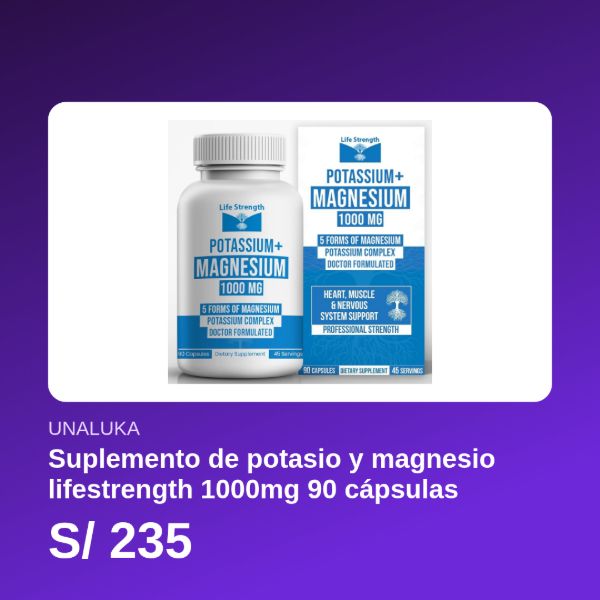 Life Strength
POTASSIUM+
MAGNESIUM
1000 MG
5 FORMS OF MAGNESIUM
POTASSIUM COMPLEX
DOCTOR FORMULATED
90 Capsules Dietary Supplement 45 Servings
Life Strength
POTASSIUM+
MAGNESIUM
1000 MG
5 FORMS OF MAGNESIUM
POTASSIUM COMPLEX
DOCTOR FORMULATED
HEART, MUSCLE
& NERVOUS
SYSTEM SUPPORT
PROFESSIONAL STRENGTH
90 CAPSULES DIETARY SUPPLEMENT 45 SERVINGS
UNALUKA
Suplemento de potasio y magnesio
lifestrength 1000mg 90 cápsulas
S/ 235